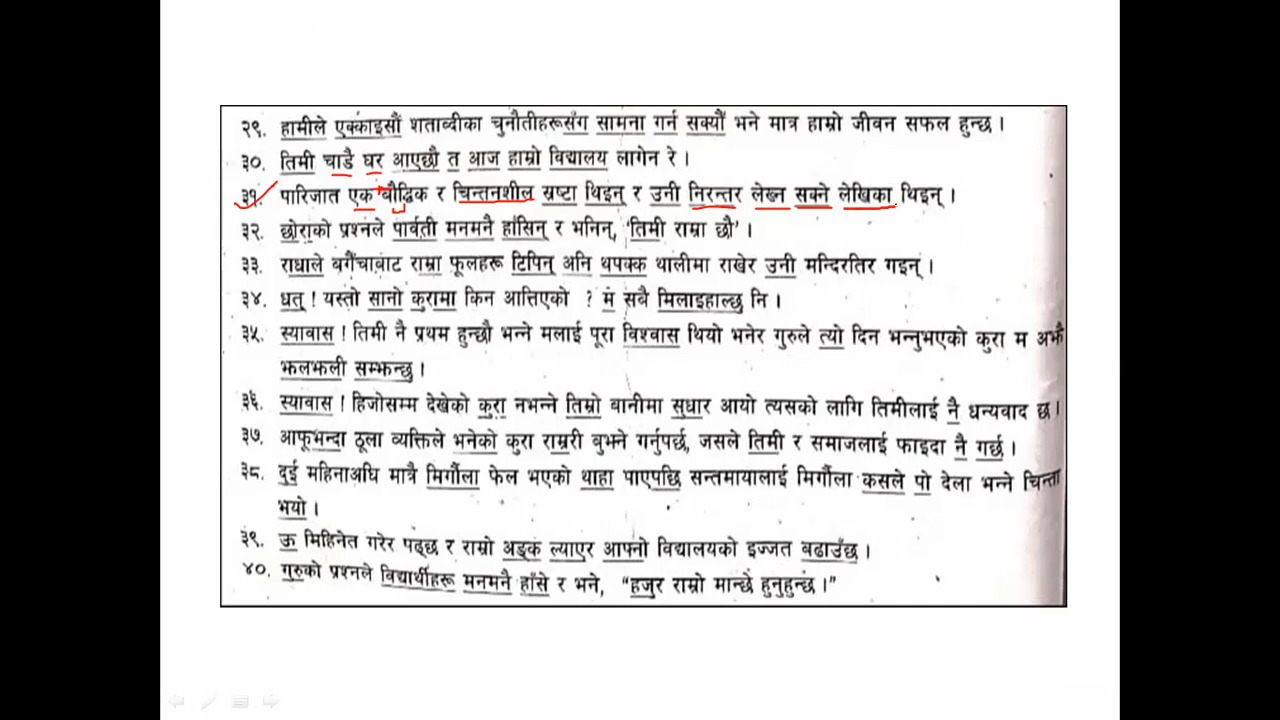 २९. हामीले एक्काइसौं शताब्दीका चुनौतीहरूसंग सामना गर्न सक्यौं भने मात्र हाम्रो जीवन सफल हुन्छ ।
३०. तिमी चाडै घर आएछौ त आज हाम्रो विद्यालय लागेन रे ।
३१. पारिजात एक बौद्धिक र चिन्तनशील स्रष्टा थिइन् र उनी निरन्तर लेख्न सक्ने लेखिका थिइन् ।
३२. छोराको प्रश्नले पार्वती मनमनै हांसिन् र भनिन्, 'तिमी राम्रा छौ' ।
३३. राधाले बगैंचाबाट राम्रा फूलहरू टिपिन् अनि थपक्क थालीमा राखेर उनी मन्दिरतिर गइन् ।
३४. धत् ! यस्तो सानो कुरामा किन आत्तिएको ? म सबै मिलाइहाल्छु नि ।
३५. स्यावास ! तिमी नै प्रथम हुन्छौ भन्ने मलाई पूरा विश्वास थियो भनेर गुरुले त्यो दिन भन्नुभएको कुरा म अझै
झलझली सम्झन्छु ।
३६. स्यावास ! हिजोसम्म देखेको कुरा नभन्ने तिम्रो बानीमा सुधार आयो त्यसको लागि तिमीलाई नै धन्यवाद छ ।
३७. आफूभन्दा ठूला व्यक्तिले भनेको कुरा राम्ररी बुझ्ने गर्नुपर्छ, जसले तिमी र समाजलाई फाइदा नै गर्छ ।
३८. दुई महिनाअघि मात्रै मिर्गौला फेल भएको थाहा पाएपछि सन्तमायालाई मिर्गौला कसले पो देला भन्ने चिन्ता
भयो ।
३९. ऊ मिहिनेत गरेर पढ्छ र राम्रो अङ्क ल्याएर आफ्नो विद्यालयको इज्जत बढाउँछ ।
४०. गुरुको प्रश्नले विद्यार्थीहरू मनमनै हाँसे र भने, "हजुर राम्रो मान्छे हुनुहुन्छ ।"